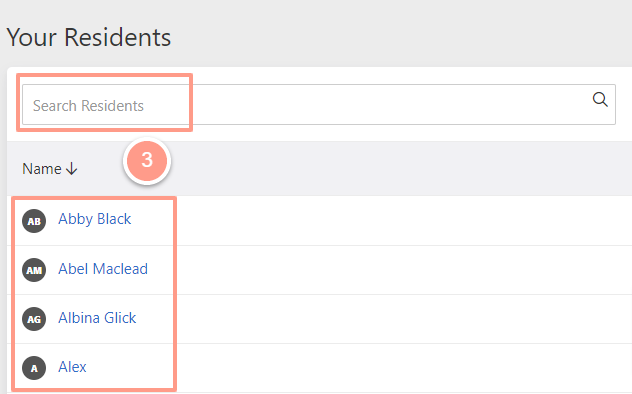 Your Residents
Search Residents
3
Name
AB Abby Black
AM Abel Maclead
AG Albina Glick
A Alex